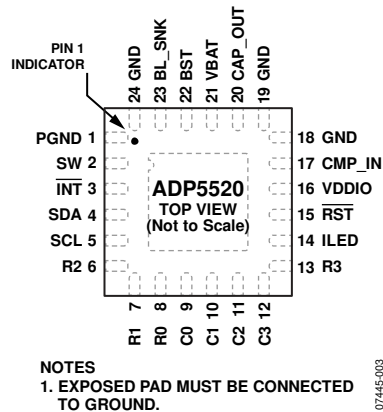 PIN 1
INDICATOR
24 GND
23 BL_SNK
22 BST
21 VBAT
20 CAP_OUT
19 GND
PGND 1
SW 2
INT 3
SDA 4
SCL 5
R2 6
ADP5520
TOP VIEW
(Not to Scale)
18 GND
17 CMP_IN
16 VDDIO
15 RST
14 ILED
13 R3
R1 7
R0 8
C0 9
C1 10
C2 11
C3 12
NOTES
1. EXPOSED PAD MUST BE CONNECTED
TO GROUND.
07445-003